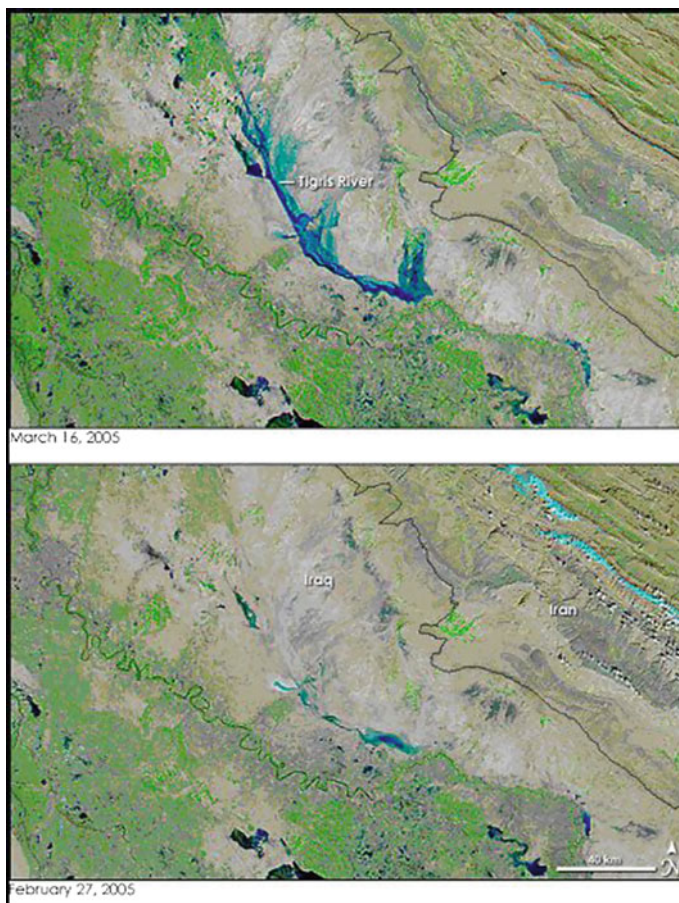 Tigris River
March 16, 2005
Iraq
Iran
40 km
N
February 27, 2005